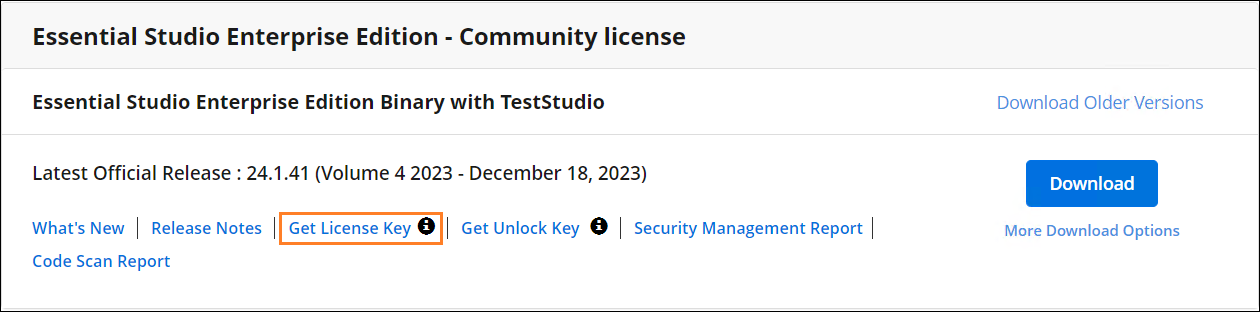 Essential Studio Enterprise Edition - Community license
Essential Studio Enterprise Edition Binary with TestStudio
Download Older Versions
Latest Official Release : 24.1.41 (Volume 4 2023 - December 18, 2023)
Download
What's New | Release Notes | Get License Key | Get Unlock Key | Security Management Report |
More Download Options
Code Scan Report